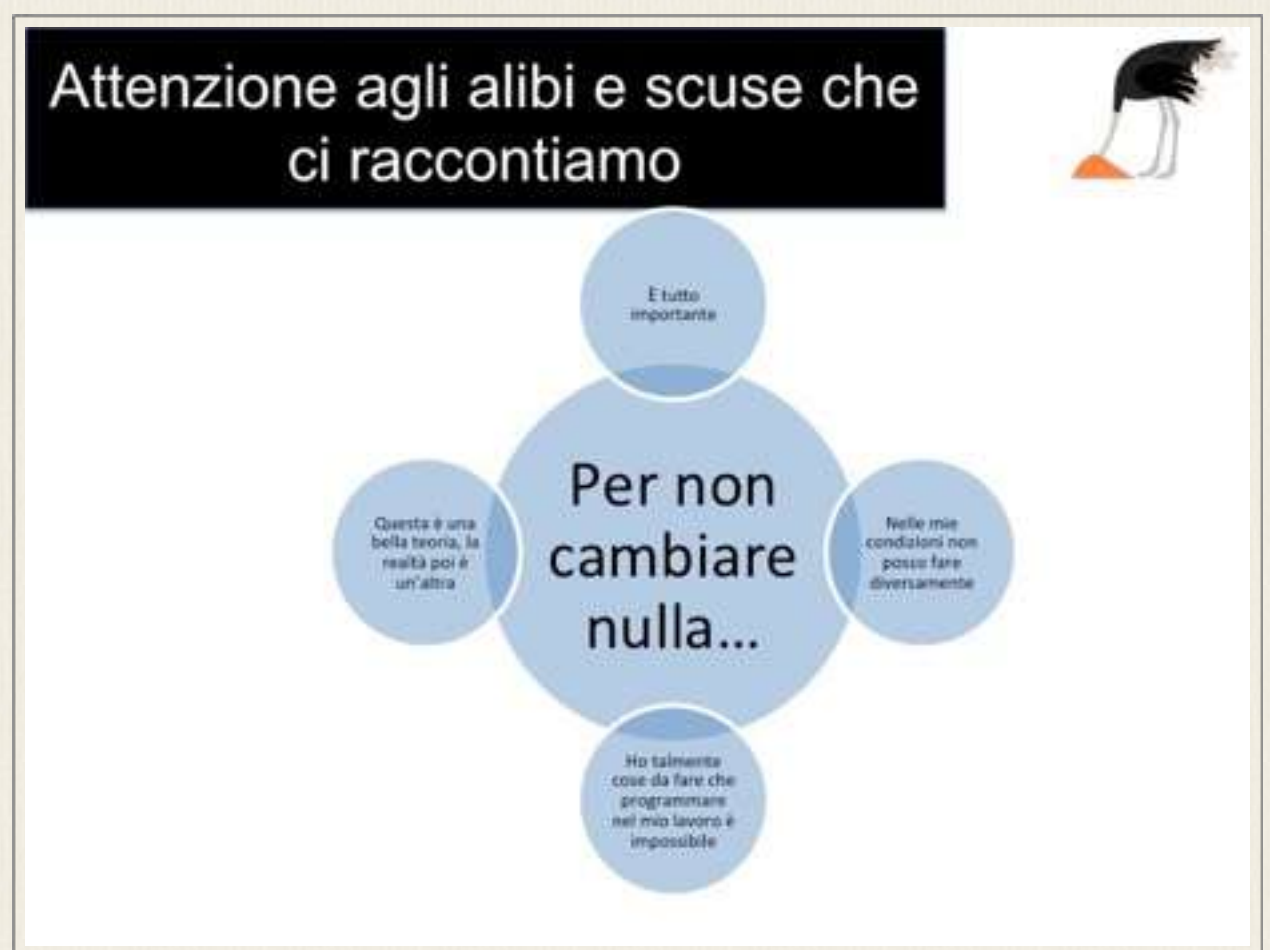 Attenzione agli alibi e scuse che
ci raccontiamo
E tutto
importante
Per non
cambiare
nulla...
Questa è una
bella teoria, la
realtà poi è
un'altra
Nelle mie
condizioni non
posso fare
diversamente
Ho talmente
cose da fare che
programmare
nel mio lavoro è
impossibile